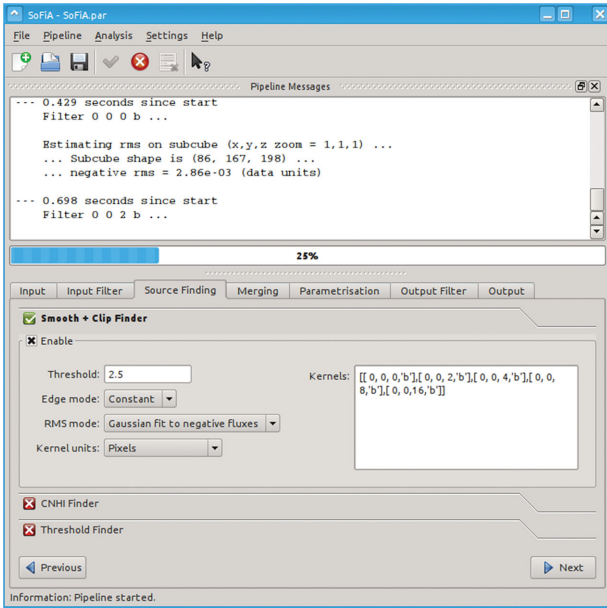 SoFiA - SoFiA.par
File Pipeline Analysis Settings Help
Pipeline Messages
--- 0.429 seconds since start
Filter 0 0 0 b ...
Estimating rms on subcube (x,y,z zoom = 1,1,1) ...
... Subcube shape is (86, 167, 198) ...
... negative rms = 2.86e-03 (data units)
--- 0.698 seconds since start
Filter 0 0 2 b ...
25%
Input Input Filter Source Finding Merging Parametrisation Output Filter Output
Smooth + Clip Finder
Enable
Threshold: 2.5
Edge mode: Constant
RMS mode: Gaussian fit to negative fluxes
Kernel units: Pixels
Kernels: [[ 0, 0, 0,'b'],[ 0, 0, 2,'b'],[ 0, 0, 4,'b'],[ 0, 0,
8,'b'],[ 0, 0,16,'b']]
CNHI Finder
Threshold Finder
Previous Next
Information: Pipeline started.